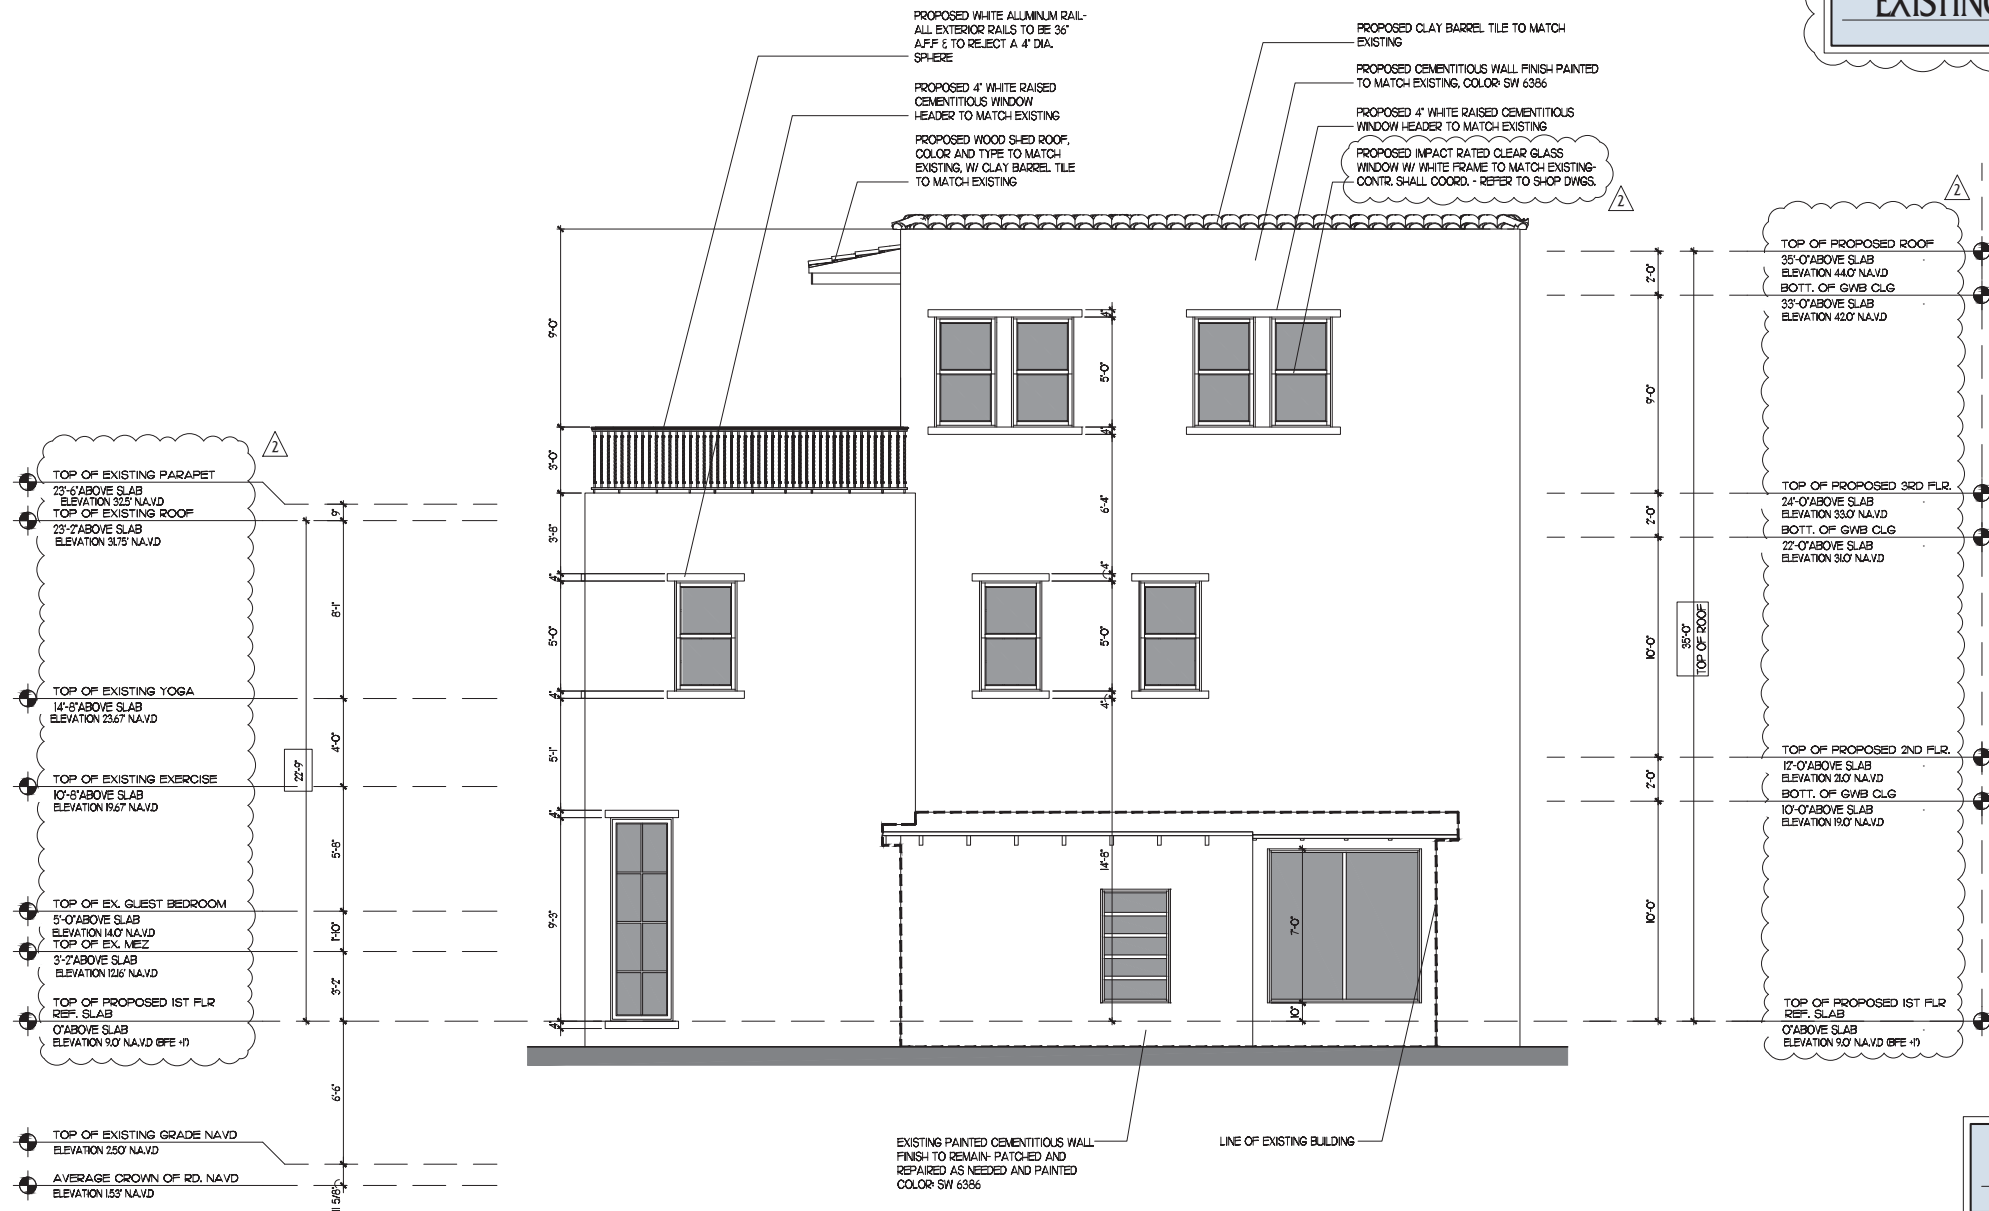 EXISTING
PROPOSED WHITE ALUMINUM RAIL-
ALL EXTERIOR RAILS TO BE 36"
A.F.F & TO REJECT A 4" DIA.
SPHERE
PROPOSED 4" WHITE RAISED
CEMENTITIOUS WINDOW
HEADER TO MATCH EXISTING
PROPOSED WOOD SHED ROOF,
COLOR AND TYPE TO MATCH
EXISTING, W/ CLAY BARREL TILE
TO MATCH EXISTING
PROPOSED CLAY BARREL TILE TO MATCH
EXISTING
PROPOSED CEMENTITIOUS WALL FINISH PAINTED
TO MATCH EXISTING, COLOR: SW 6386
PROPOSED 4" WHITE RAISED CEMENTITIOUS
WINDOW HEADER TO MATCH EXISTING
PROPOSED IMPACT RATED CLEAR GLASS
WINDOW W/ WHITE FRAME TO MATCH EXISTING-
CONTR. SHALL COORD. - REFER TO SHOP DWGS.
2
2
2
TOP OF EXISTING PARAPET
23'-6"ABOVE SLAB
ELEVATION 32.5' N.A.V.D
TOP OF EXISTING ROOF
23'-2"ABOVE SLAB
ELEVATION 31.75' N.A.V.D
TOP OF EXISTING YOGA
14'-8"ABOVE SLAB
ELEVATION 23.67' N.A.V.D
TOP OF EXISTING EXERCISE
10'-8"ABOVE SLAB
ELEVATION 19.67' N.A.V.D
TOP OF EX. GUEST BEDROOM
5'-0"ABOVE SLAB
ELEVATION 14.0' N.A.V.D
TOP OF EX. MEZ
3'-2"ABOVE SLAB
ELEVATION 12.16' N.A.V.D
TOP OF PROPOSED 1ST FLR
REF. SLAB
0"ABOVE SLAB
ELEVATION 9.0' N.A.V.D (BFE +1')
TOP OF EXISTING GRADE NAVD
ELEVATION 2.50' N.A.V.D
AVERAGE CROWN OF RD. NAVD
ELEVATION 1.53' N.A.V.D
22'-9"
9"
8'-1"
4'-0"
5'-8"
1'-10"
3'-2"
6'-6"
11 5/8"
9'-0"
3'-0"
3'-8"
4"
5'-0"
4"
5'-1"
4"
9'-3"
4"
4"
5'-0"
4"
6'-4"
4"
5'-0"
4"
14'-8"
7'-0"
10"
2'-0"
9'-0"
2'-0"
10'-0"
2'-0"
10'-0"
35'-0"
TOP OF ROOF
TOP OF PROPOSED ROOF
35'-0"ABOVE SLAB
ELEVATION 44.0' N.A.V.D
BOTT. OF GWB CLG
33'-0"ABOVE SLAB
ELEVATION 42.0' N.A.V.D
TOP OF PROPOSED 3RD FLR.
24'-0"ABOVE SLAB
ELEVATION 33.0' N.A.V.D
BOTT. OF GWB CLG
22'-0"ABOVE SLAB
ELEVATION 31.0' N.A.V.D
TOP OF PROPOSED 2ND FLR.
12'-0"ABOVE SLAB
ELEVATION 21.0' N.A.V.D
BOTT. OF GWB CLG
10'-0"ABOVE SLAB
ELEVATION 19.0' N.A.V.D
TOP OF PROPOSED 1ST FLR
REF. SLAB
0"ABOVE SLAB
ELEVATION 9.0' N.A.V.D (BFE +1')
EXISTING PAINTED CEMENTITIOUS WALL
FINISH TO REMAIN- PATCHED AND
REPAIRED AS NEEDED AND PAINTED
COLOR: SW 6386
LINE OF EXISTING BUILDING